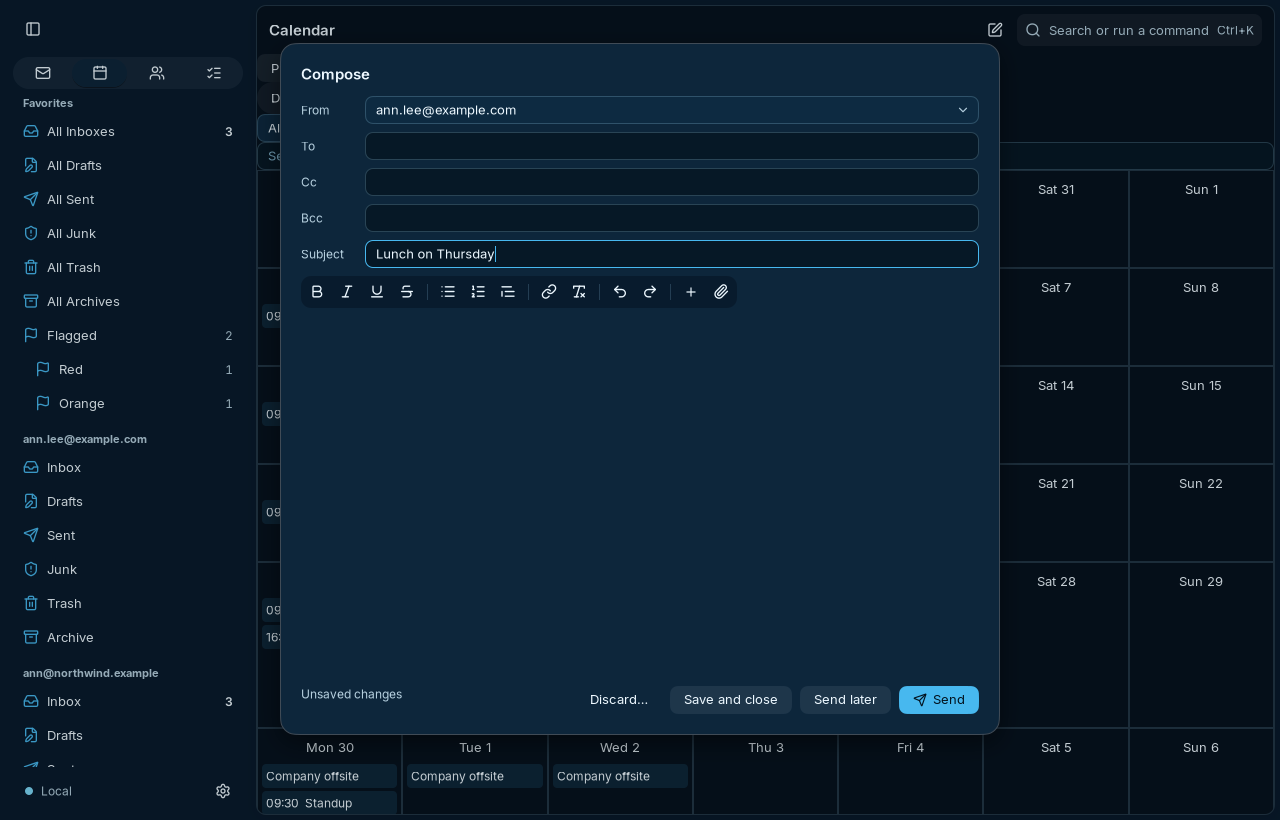 Calendar
Search or run a command Ctrl+K
Favorites
All Inboxes 3
All Drafts
All Sent
All Junk
All Trash
All Archives
Flagged 2
Red 1
Orange 1
ann.lee@example.com
Inbox
Drafts
Sent
Junk
Trash
Archive
ann@northwind.example
Inbox 3
Drafts
Local
Compose
From ann.lee@example.com
To
Cc
Bcc
Subject Lunch on Thursday
Unsaved changes
Discard...
Save and close
Send later
Send
Sat 31
Sun 1
Sat 7
Sun 8
Sat 14
Sun 15
Sat 21
Sun 22
Sat 28
Sun 29
Mon 30
Tue 1
Wed 2
Thu 3
Fri 4
Sat 5
Sun 6
Company offsite
Company offsite
Company offsite
09:30 Standup